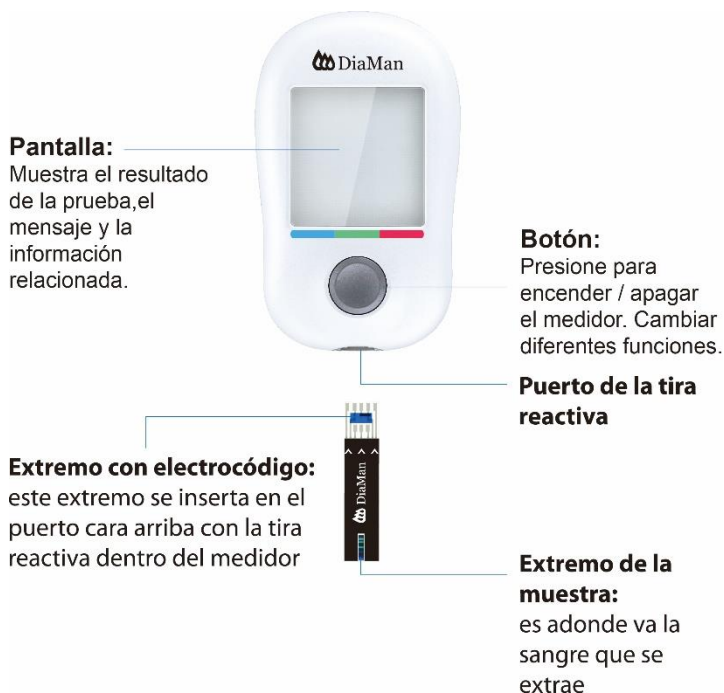 DiaMan
Pantalla:
Muestra el resultado
de la prueba,el
mensaje y la
información
relacionada.
Botón:
Presione para
encender / apagar
el medidor. Cambiar
diferentes funciones.
Puerto de la tira
reactiva
Extremo con electrocódigo:
este extremo se inserta en el
puerto cara arriba con la tira
reactiva dentro del medidor
DiaMan
Extremo de la
muestra:
es adonde va la
sangre que se
extrae